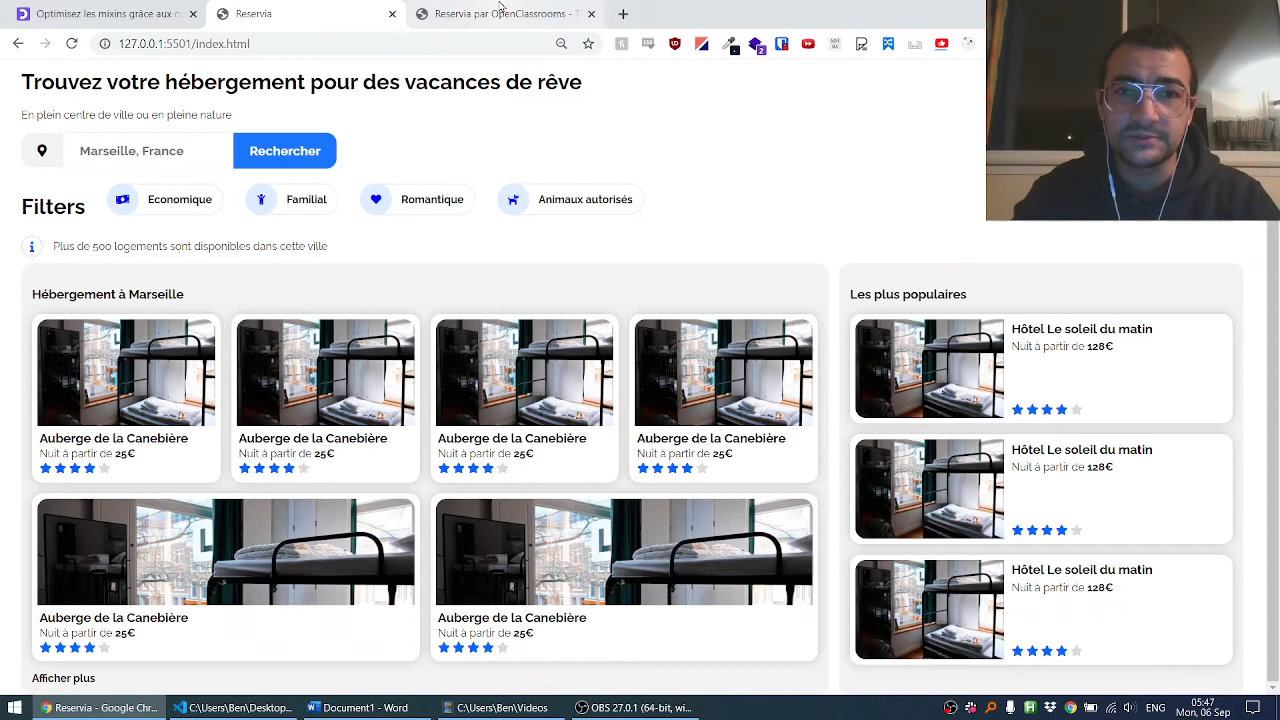 Optimisez les mixins grâce aux c
Reservia
Reservia par OpenClassrooms - T
127.0.0.1:5500/index.html
Trouvez votre hébergement pour des vacances de rêve
En plein centre de ville ou en pleine nature
Marseille, France
Rechercher
Filters
Economique
Familial
Romantique
Animaux autorisés
Plus de 500 logements sont disponibles dans cette ville
Hébergement à Marseille
Auberge de la Canebière
Nuit à partir de 25€
Auberge de la Canebière
Nuit à partir de 25€
Auberge de la Canebière
Nuit à partir de 25€
Auberge de la Canebière
Nuit à partir de 25€
Auberge de la Canebière
Nuit à partir de 25€
Auberge de la Canebière
Nuit à partir de 25€
Afficher plus
Les plus populaires
Hôtel Le soleil du matin
Nuit à partir de 128€
Hôtel Le soleil du matin
Nuit à partir de 128€
Hôtel Le soleil du matin
Nuit à partir de 128€
Reservia - Google Chr...
C:\Users\Ben\Desktop...
Document1 - Word
C:\Users\Ben\Videos
OBS 27.0.1 (64-bit, wi...
ENG
05:47
Mon, 06 Sep